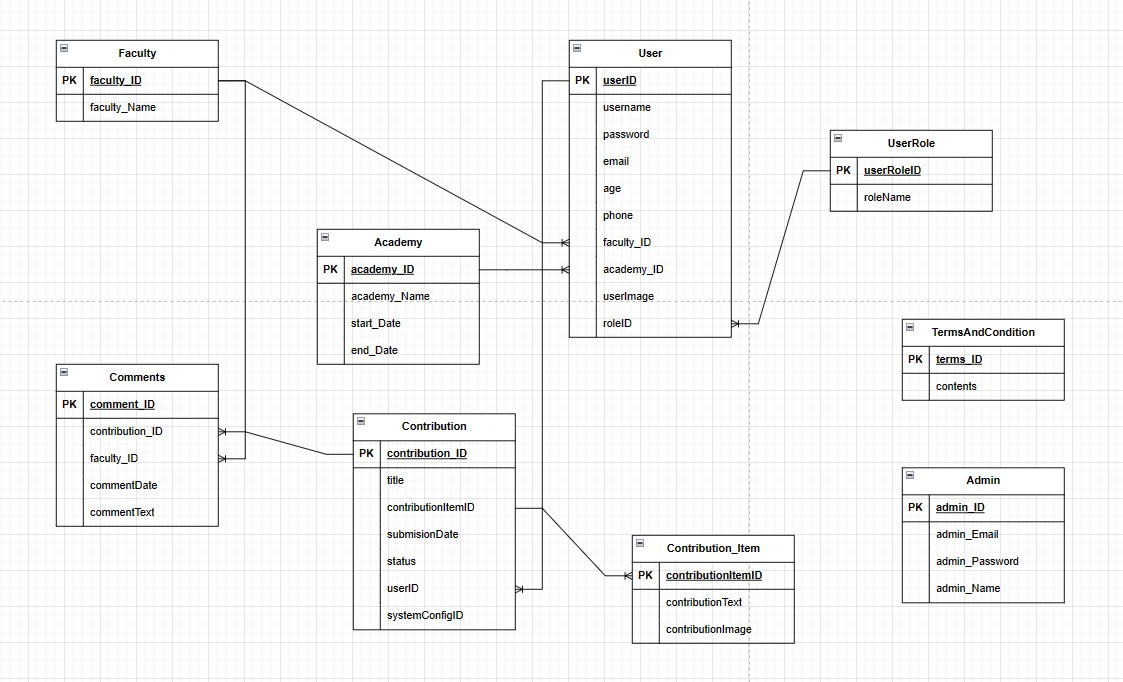 Faculty
PK faculty_ID
faculty_Name
User
PK userID
username
password
email
age
phone
faculty_ID
academy_ID
userImage
roleID
UserRole
PK userRoleID
roleName
Academy
PK academy_ID
academy_Name
start_Date
end_Date
TermsAndCondition
PK terms_ID
contents
Comments
PK comment_ID
contribution_ID
faculty_ID
commentDate
commentText
Contribution
PK contribution_ID
title
contributionItemID
submisionDate
status
userID
systemConfigID
Contribution_Item
PK contributionItemID
contributionText
contributionImage
Admin
PK admin_ID
admin_Email
admin_Password
admin_Name